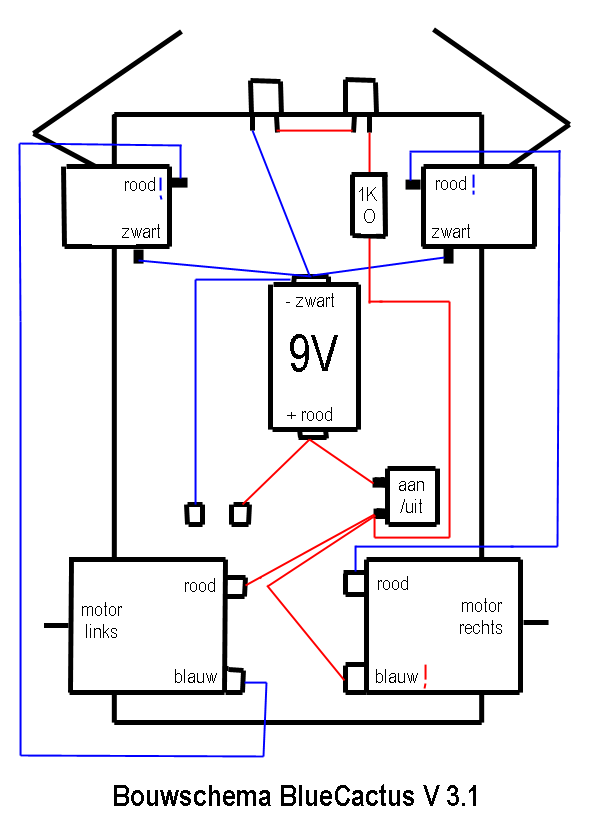 rood !
zwart
1K
O
rood !
zwart
- zwart
9V
+ rood
aan
/uit
rood
motor
links
blauw
rood
motor
rechts
blauw !
Bouwschema BlueCactus V 3.1